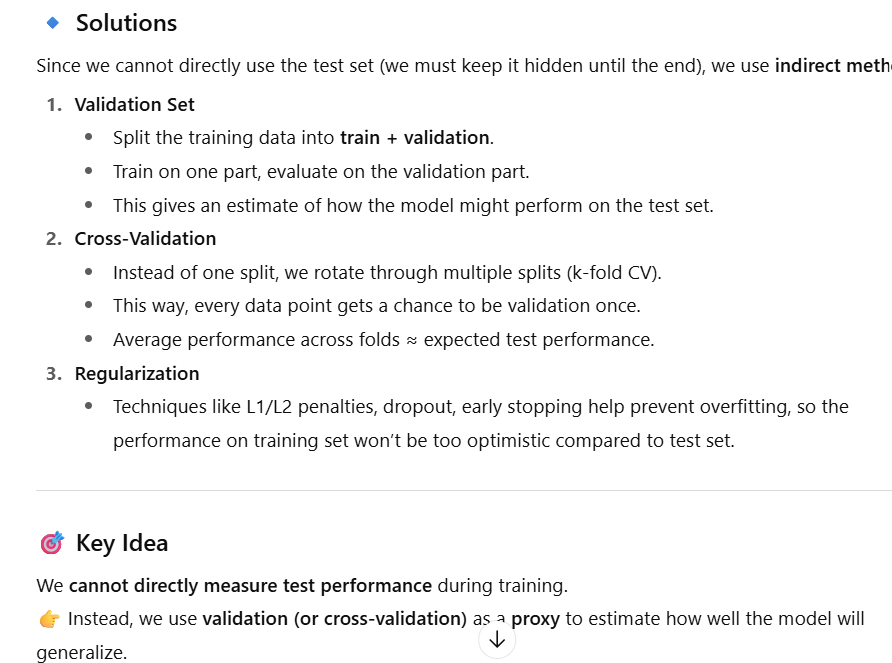 Solutions
Since we cannot directly use the test set (we must keep it hidden until the end), we use indirect
1. Validation Set
Split the training data into train + validation.
Train on one part, evaluate on the validation part.
This gives an estimate of how the model might perform on the test set.
2. Cross-Validation
Instead of one split, we rotate through multiple splits (k-fold CV).
This way, every data point gets a chance to be validation once.
Average performance across folds ≈ expected test performance.
3. Regularization
Techniques like L1/L2 penalties, dropout, early stopping help prevent overfitting, so the
performance on training set won't be too optimistic compared to test set.
Key Idea
We cannot directly measure test performance during training.
Instead, we use validation (or cross-validation) as a proxy to estimate how well the model will
generalize.